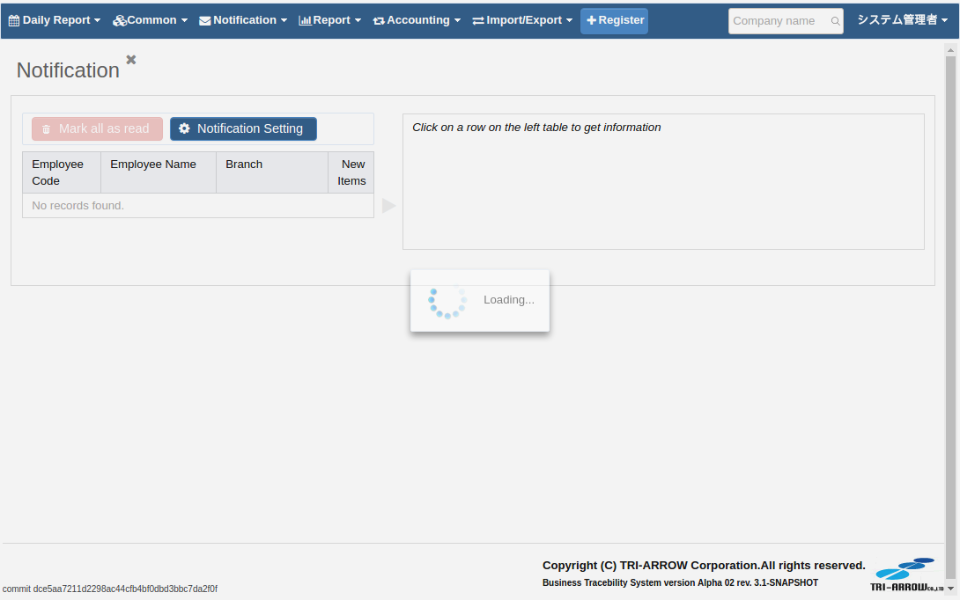 Daily Report Common Notification Report Accounting Import/Export Register Company name システム管理者
Notification
Mark all as read Notification Setting
Click on a row on the left table to get information
Employee Code Employee Name Branch New Items
No records found.
Loading...
Copyright (C) TRI-ARROW Corporation.All rights reserved.
Business Tracebility System version Alpha 02 rev. 3.1-SNAPSHOT
commit dce5aa7211d2298ac44cfb4bf0dbd3bbc7da2f0f
TRI-ARROW CO.,LTD